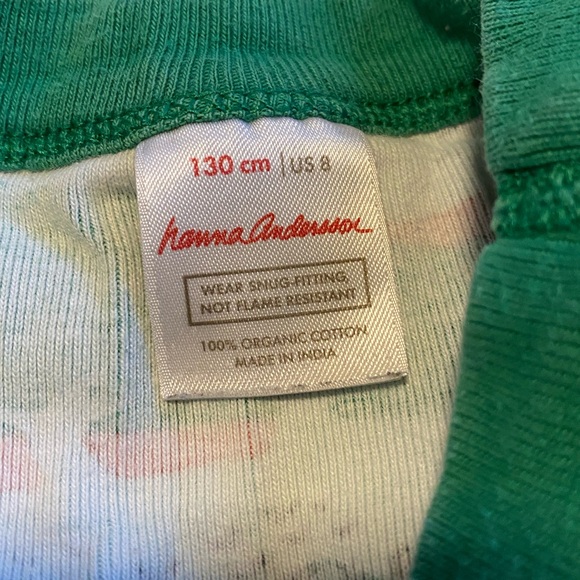 130 cm | US 8
hanna andersson
WEAR SNUG-FITTING,
NOT FLAME RESISTANT
100% ORGANIC COTTON
MADE IN INDIA